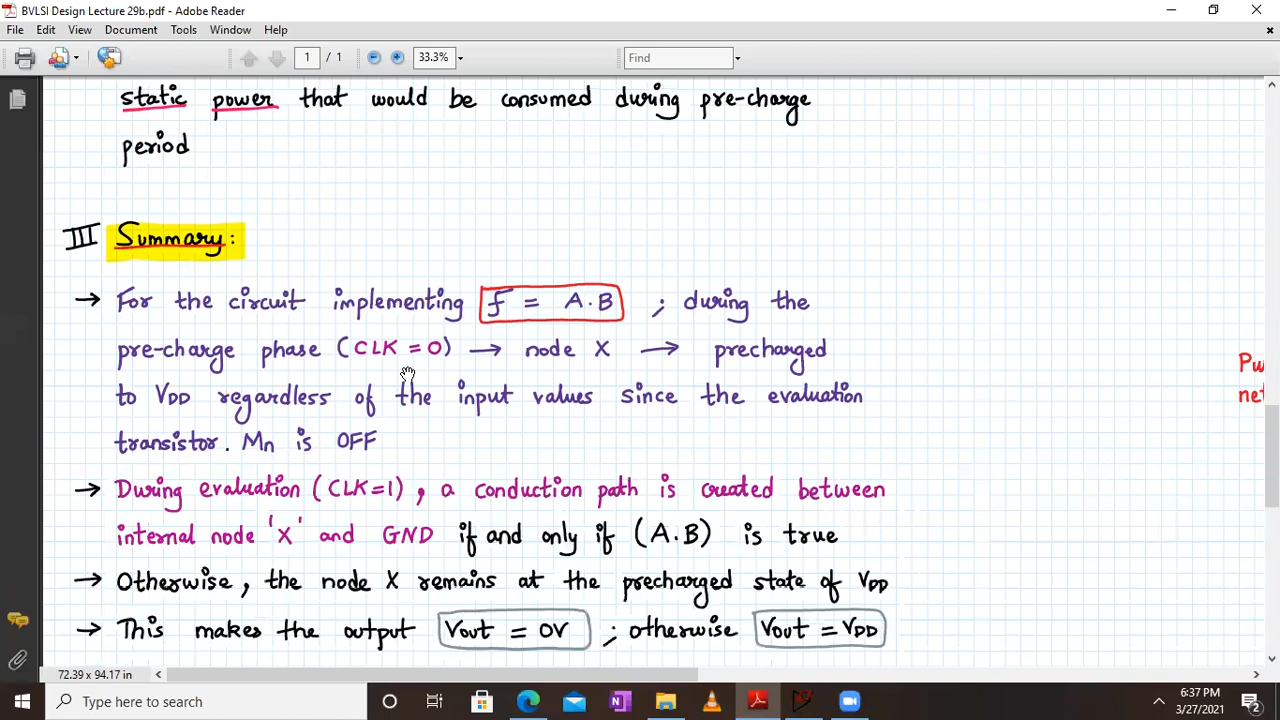 BVLSI Design Lecture 29b.pdf - Adobe Reader
File Edit View Document Tools Window Help
1 / 1 33.3% Find
static power that would be consumed during pre-charge
period
III Summary:
→ For the circuit implementing f = A.B ; during the
pre-charge phase (CLK = 0) → node X → precharged
to VDD regardless of the input values since the evaluation
transistor. Mn is OFF
→ During evaluation (CLK=1), a conduction path is created between
internal node 'X' and GND if and only if (A.B) is true
→ Otherwise, the node X remains at the precharged state of VDD
→ This makes the output Vout = 0V ; otherwise Vout = VDD
72.39 x 94.17 in
Type here to search
6:37 PM
3/27/2021
2